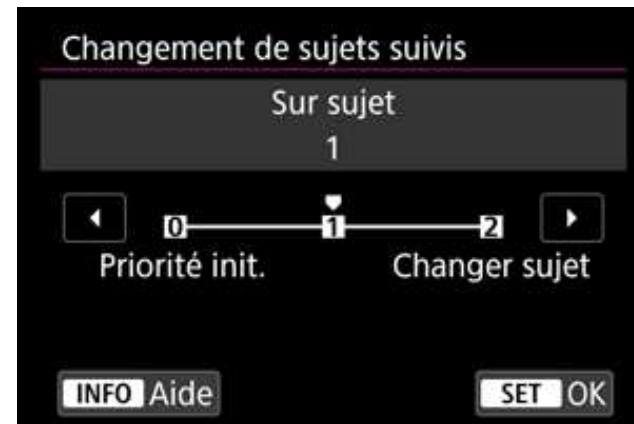 Changement de sujets suivis
Sur sujet
1
0 1 2
Priorité init. Changer sujet
INFO Aide SET OK